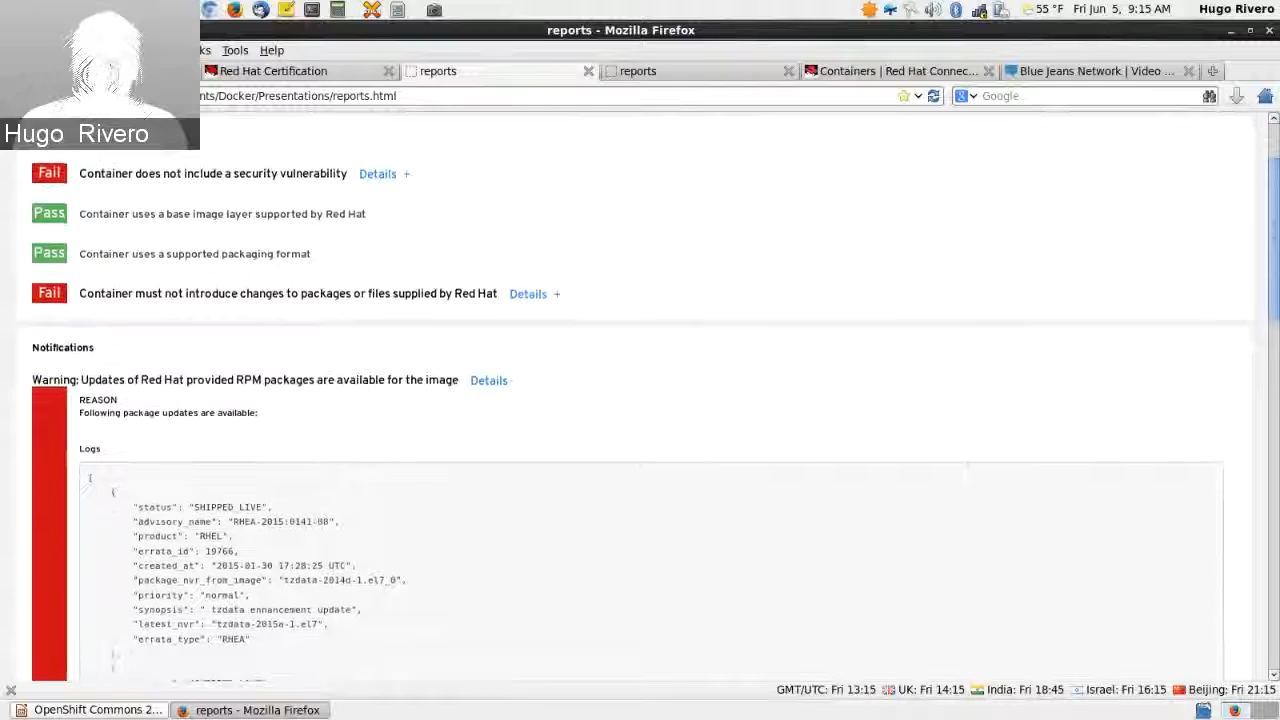 55 °F Fri Jun 5, 9:15 AM Hugo Rivero
reports - Mozilla Firefox
ks Tools Help
Red Hat Certification reports reports Containers | Red Hat Connec... Blue Jeans Network | Video ...
nts/Docker/Presentations/reports.html Google
Hugo Rivero
Fail Container does not include a security vulnerability Details +
Pass Container uses a base image layer supported by Red Hat
Pass Container uses a supported packaging format
Fail Container must not introduce changes to packages or files supplied by Red Hat Details +
Notifications
Warning: Updates of Red Hat provided RPM packages are available for the image Details
REASON
Following package updates are available:
Logs
[
{
"status": "SHIPPED_LIVE",
"advisory_name": "RHEA-2015:0141-08",
"product": "RHEL",
"errata_id": 19766,
"created_at": "2015-01-30 17:28:25 UTC",
"package_nvr_from_image": "tzdata-2014d-1.el7_0",
"priority": "normal",
"synopsis": " tzdata enhancement update",
"latest_nvr": "tzdata-2015a-1.el7",
"errata_type": "RHEA"
GMT/UTC: Fri 13:15 UK: Fri 14:15 India: Fri 18:45 Israel: Fri 16:15 Beijing: Fri 21:15
OpenShift Commons 2... reports - Mozilla Firefox